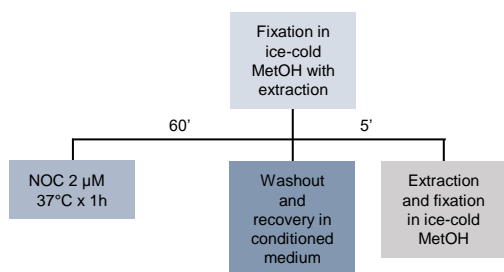 Fixation in
ice-cold
MetOH with
extraction
60’
5’
NOC 2 µM
37°C x 1h
Washout
and
recovery in
conditioned
medium
Extraction
and fixation
in ice-cold
MetOH